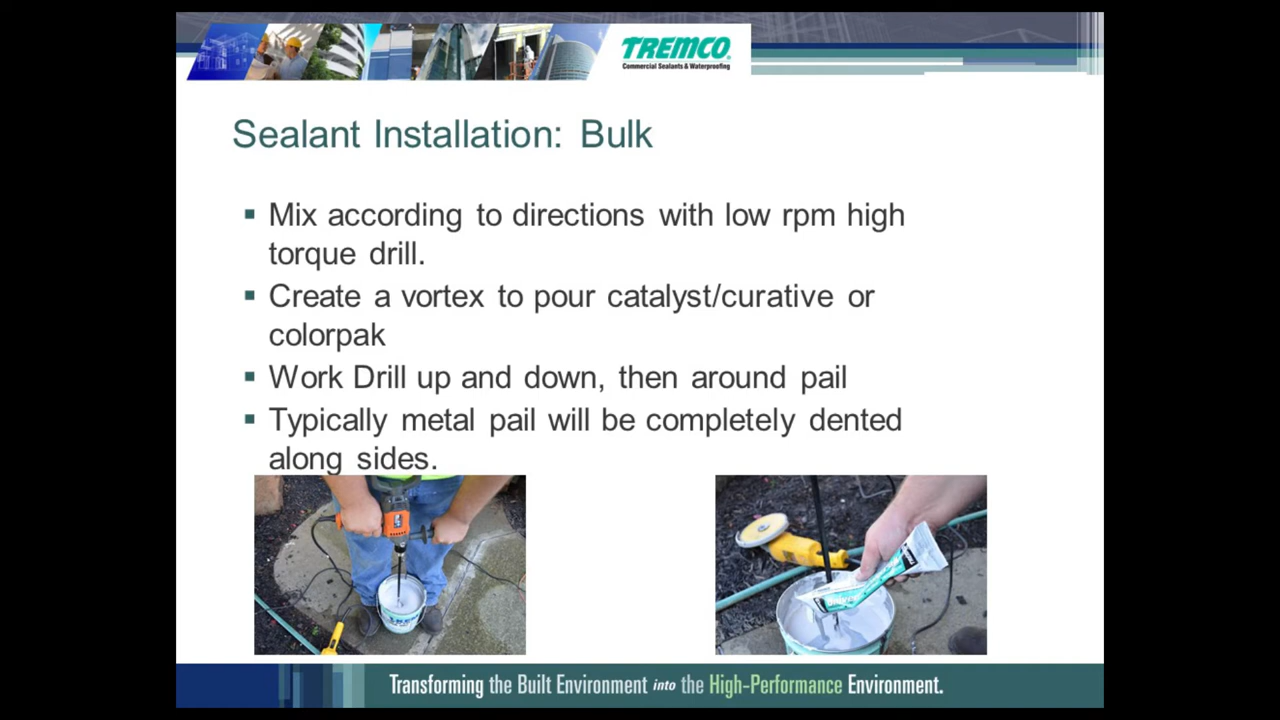 TREMCO
Commercial Sealants & Waterproofing
Sealant Installation: Bulk
▪ Mix according to directions with low rpm high
torque drill.
▪ Create a vortex to pour catalyst/curative or
colorpak
▪ Work Drill up and down, then around pail
▪ Typically metal pail will be completely dented
along sides.
TREMCO
Transforming the Built Environment into the High-Performance Environment.